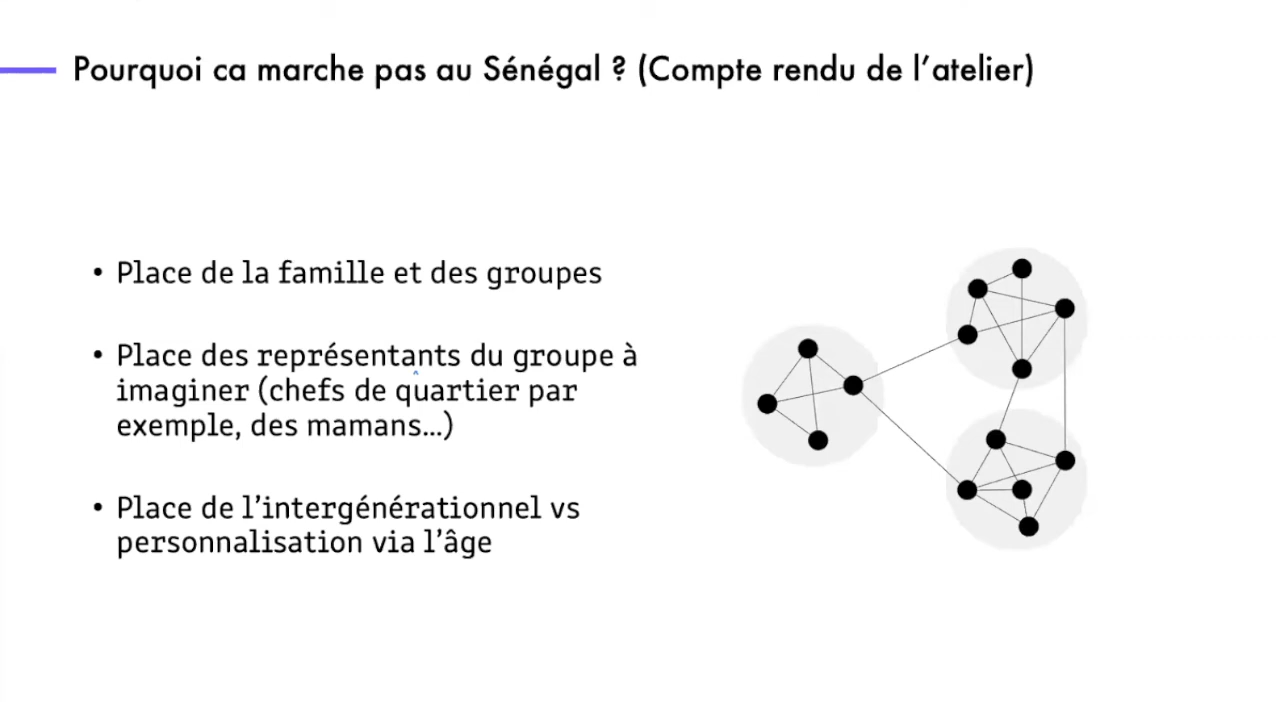 Pourquoi ca marche pas au Sénégal ? (Compte rendu de l’atelier)
• Place de la famille et des groupes
• Place des représentants du groupe à
imaginer (chefs de quartier par
exemple, des mamans…)
• Place de l’intergénérationnel vs
personnalisation via l’âge